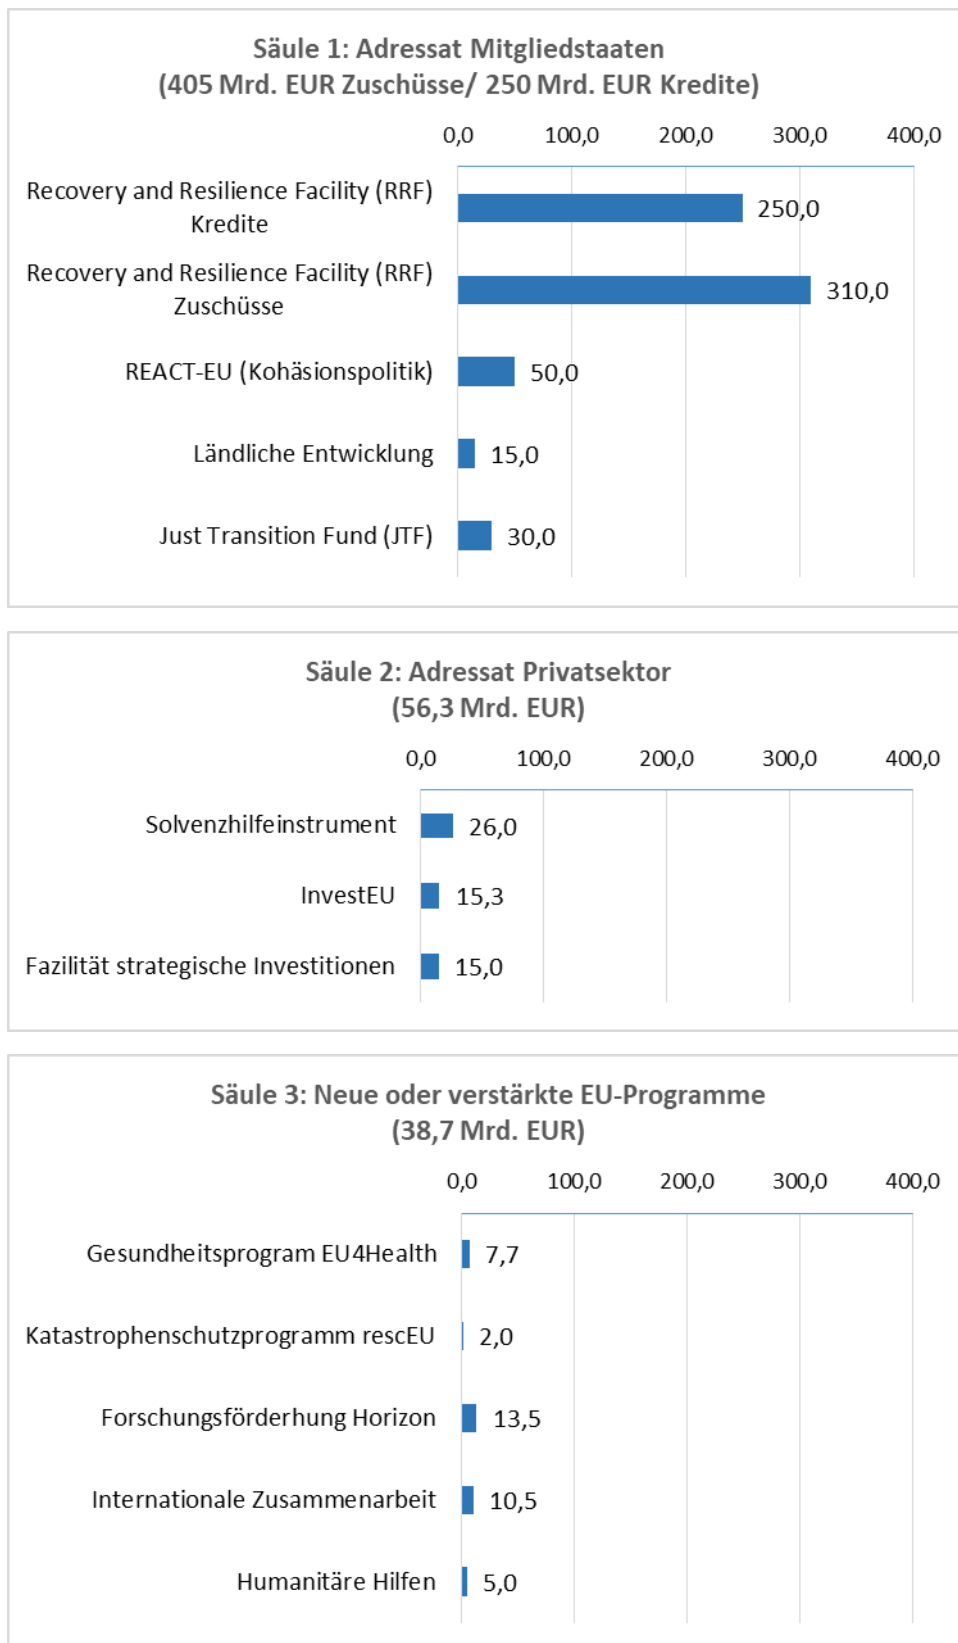 Säule 1: Adressat Mitgliedstaaten
(405 Mrd. EUR Zuschüsse/ 250 Mrd. EUR Kredite)
0,0 100,0 200,0 300,0 400,0
Recovery and Resilience Facility (RRF)
Kredite
250,0
Recovery and Resilience Facility (RRF)
Zuschüsse
310,0
REACT-EU (Kohäsionspolitik)
50,0
Ländliche Entwicklung
15,0
Just Transition Fund (JTF)
30,0
Säule 2: Adressat Privatsektor
(56,3 Mrd. EUR)
0,0 100,0 200,0 300,0 400,0
Solvenzhilfeinstrument
26,0
InvestEU
15,3
Fazilität strategische Investitionen
15,0
Säule 3: Neue oder verstärkte EU-Programme
(38,7 Mrd. EUR)
0,0 100,0 200,0 300,0 400,0
Gesundheitsprogram EU4Health
7,7
Katastrophenschutzprogramm rescEU
2,0
Forschungsförderhung Horizon
13,5
Internationale Zusammenarbeit
10,5
Humanitäre Hilfen
5,0